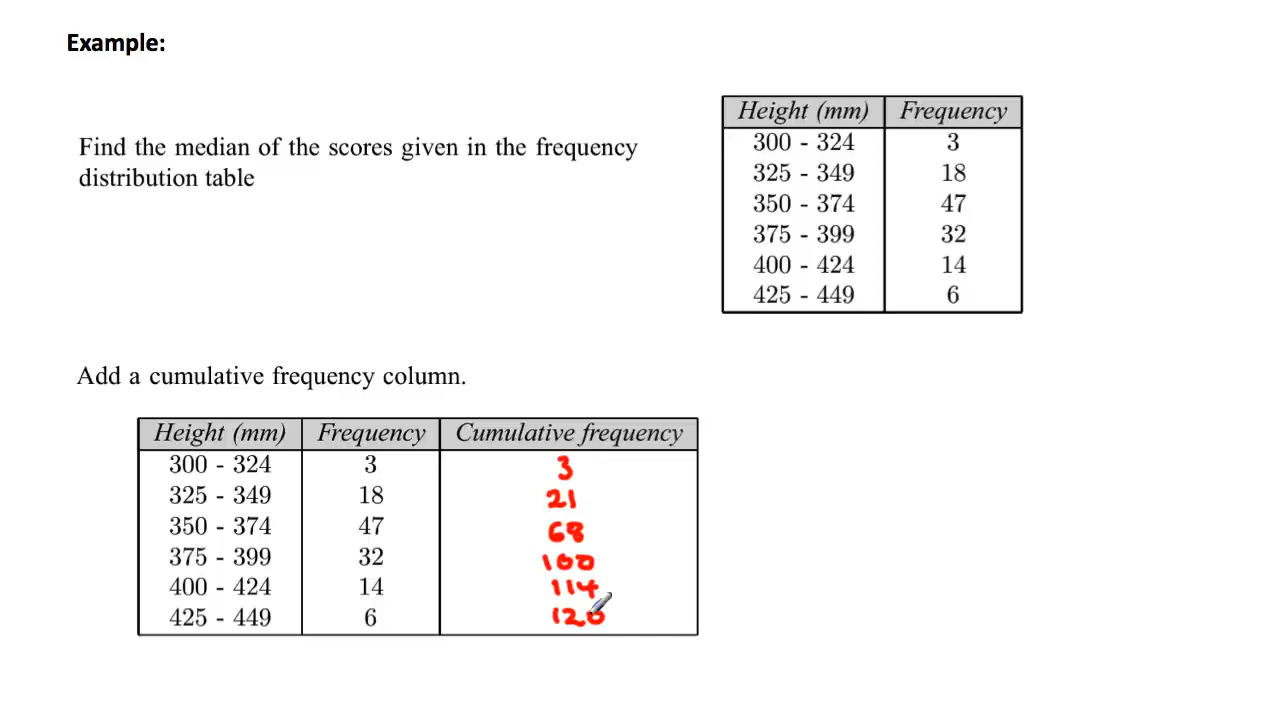 Example:
Find the median of the scores given in the frequency
distribution table
Height (mm) Frequency
300 - 324 3
325 - 349 18
350 - 374 47
375 - 399 32
400 - 424 14
425 - 449 6
Add a cumulative frequency column.
Height (mm) Frequency Cumulative frequency
300 - 324 3 3
325 - 349 18 21
350 - 374 47 68
375 - 399 32 100
400 - 424 14 114
425 - 449 6 120